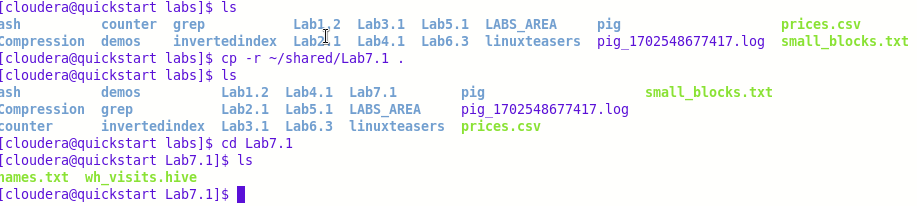 [cloudera@quickstart labs]$ ls
ash counter grep Lab1.2 Lab3.1 Lab5.1 LABS_AREA pig prices.csv
Compression demos invertedindex Lab2.1 Lab4.1 Lab6.3 linuxteasers pig_1702548677417.log small_blocks.txt
[cloudera@quickstart labs]$ cp -r ~/shared/Lab7.1 .
[cloudera@quickstart labs]$ ls
ash demos Lab1.2 Lab4.1 Lab7.1 pig small_blocks.txt
Compression grep Lab2.1 Lab5.1 LABS_AREA pig_1702548677417.log
counter invertedindex Lab3.1 Lab6.3 linuxteasers prices.csv
[cloudera@quickstart labs]$ cd Lab7.1
[cloudera@quickstart Lab7.1]$ ls
names.txt wh_visits.hive
[cloudera@quickstart Lab7.1]$